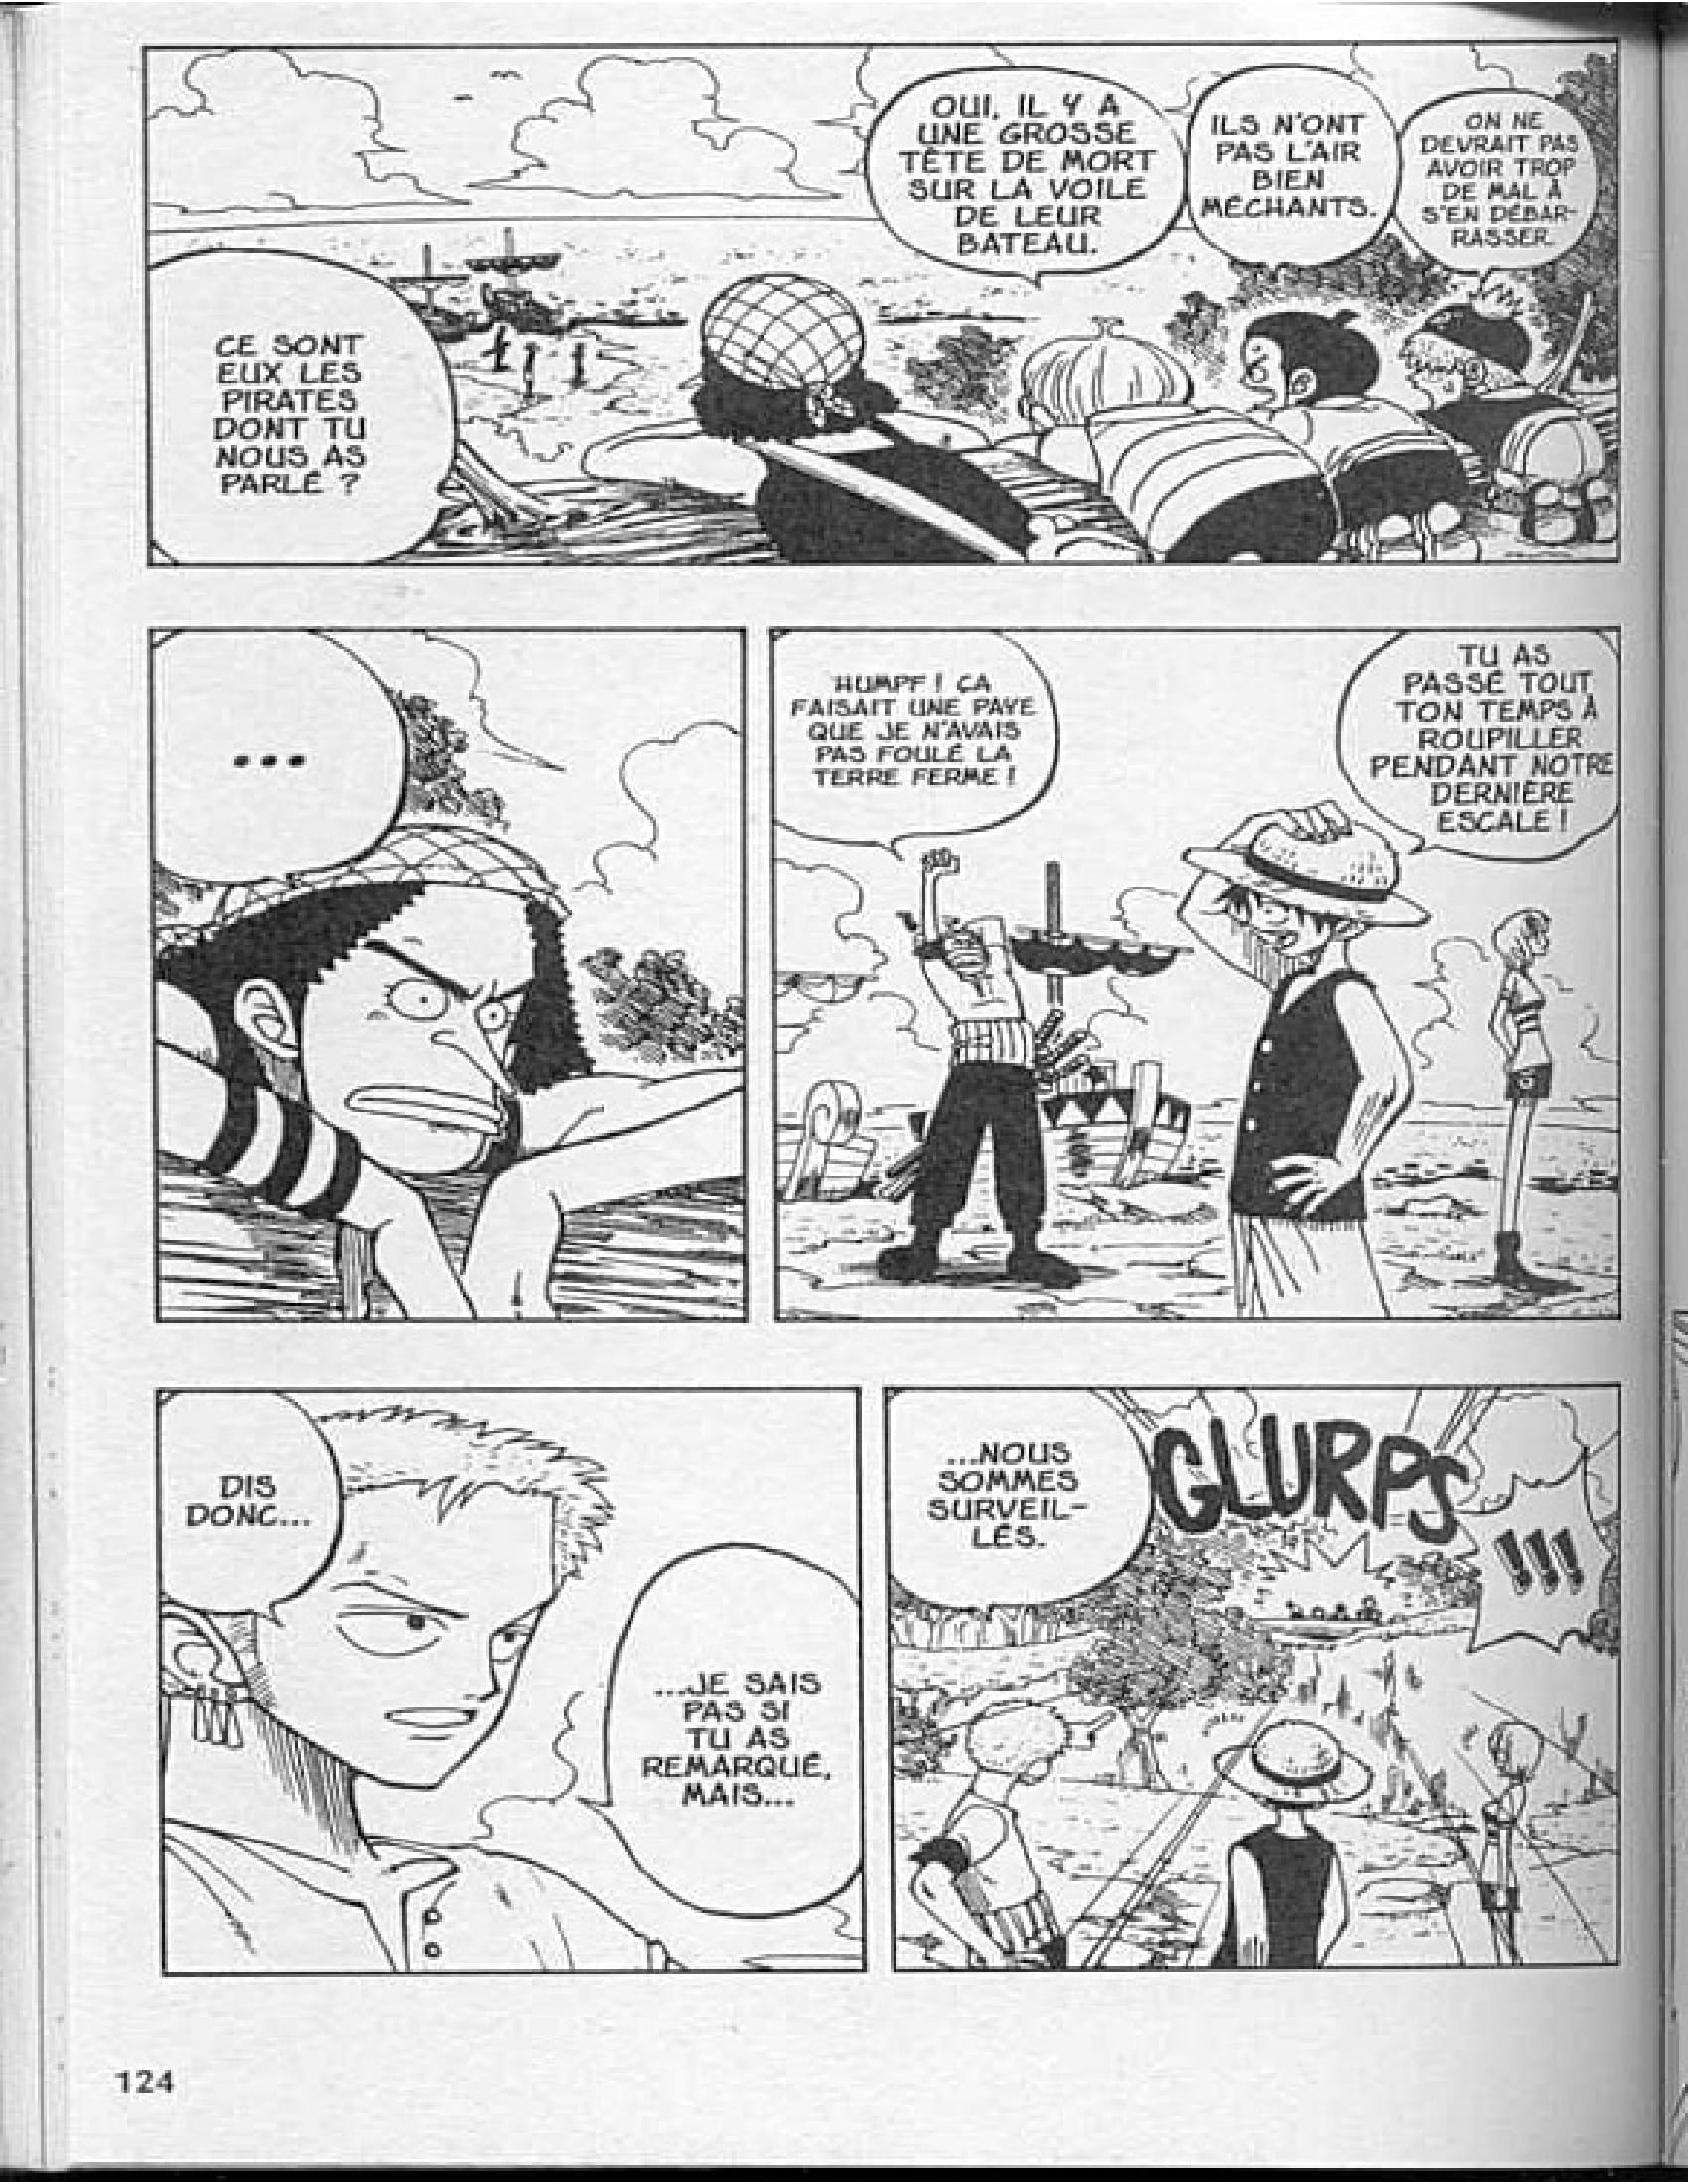 CE SONT
EUX LES
PIRATES
DONT TU
NOUS AS
PARLÉ ?
OUI, IL Y A
UNE GROSSE
TÊTE DE MORT
SUR LA VOILE
DE LEUR
BATEAU.
ILS N'ONT
PAS L'AIR
BIEN
MÉCHANTS.
ON NE
DEVRAIT PAS
AVOIR TROP
DE MAL À
S'EN DÉBAR-
RASSER.
...
HUMPF ! ÇA
FAISAIT UNE PAYE
QUE JE N'AVAIS
PAS FOULÉ LA
TERRE FERME !
TU AS
PASSÉ TOUT
TON TEMPS À
ROUPILLER
PENDANT NOTRE
DERNIÈRE
ESCALE !
DIS
DONC...
...JE SAIS
PAS SI
TU AS
REMARQUÉ,
MAIS...
...NOUS
SOMMES
SURVEIL-
LÉS.
GLURPS
!!!
124